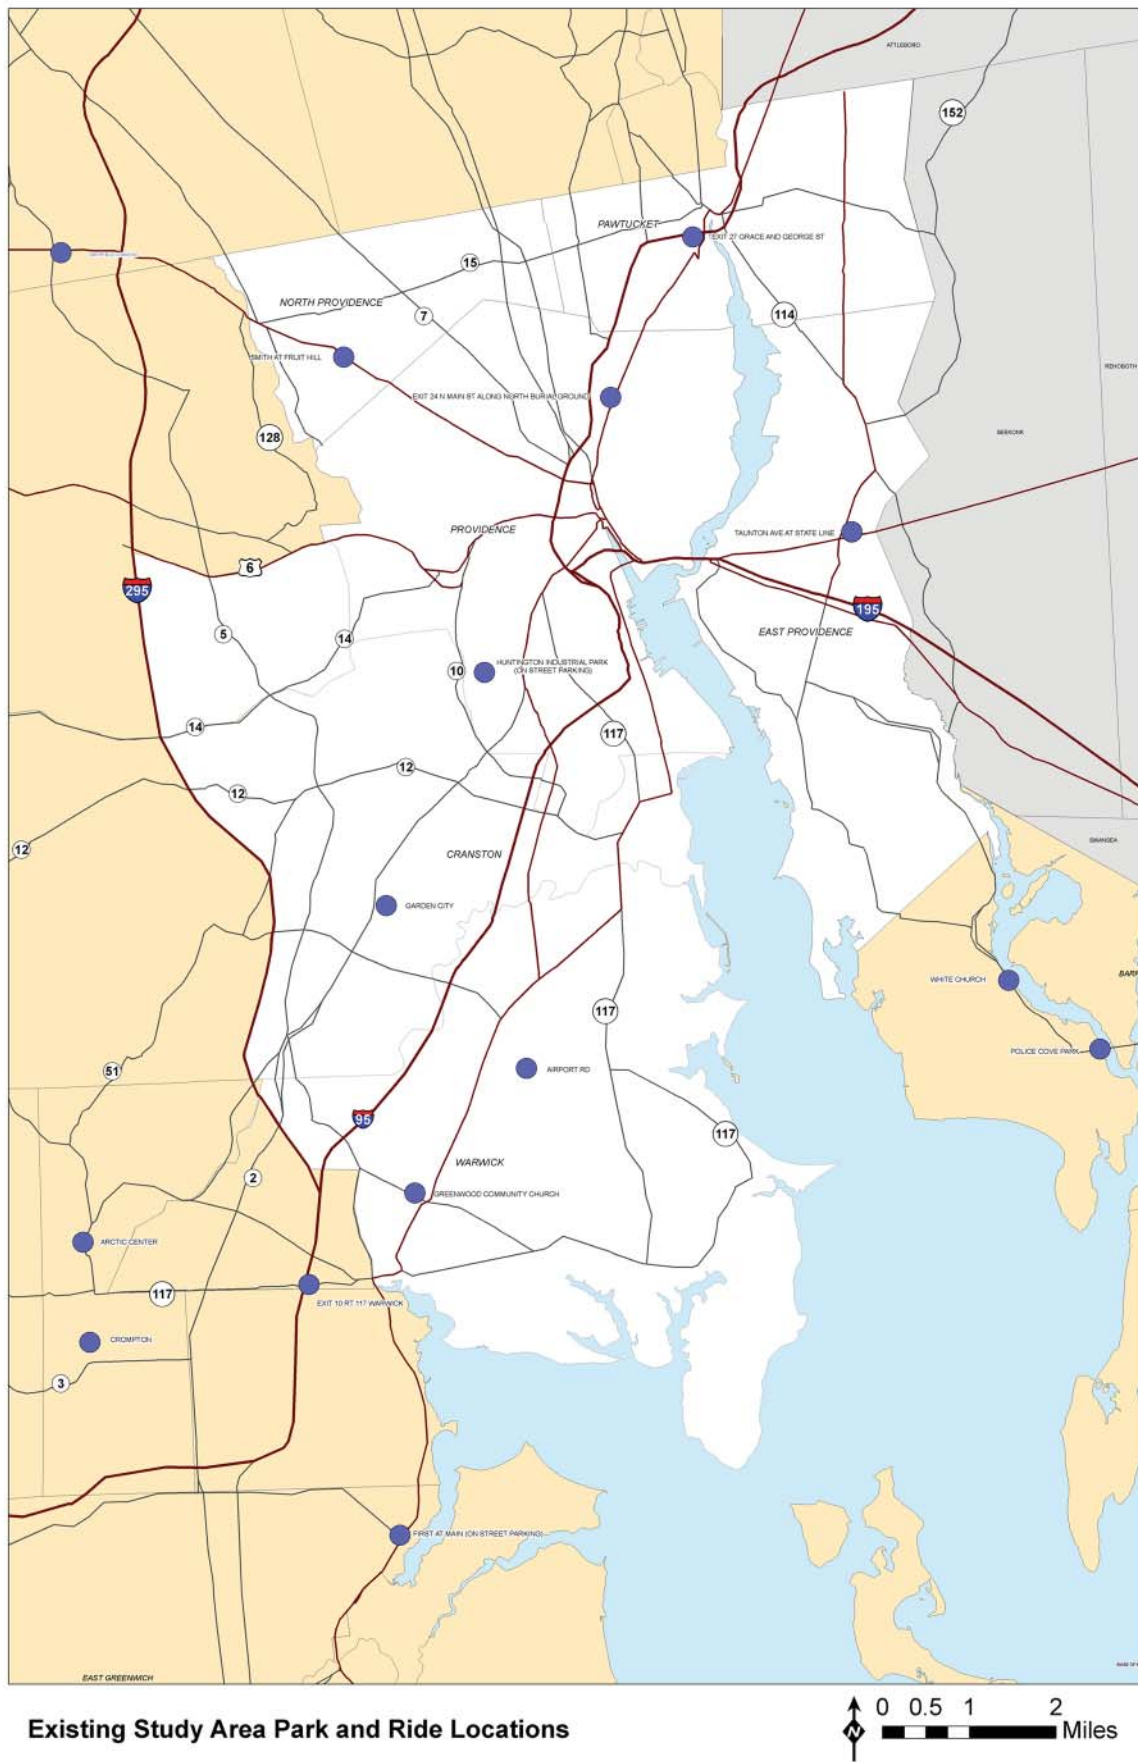 ATTLEBORO
152
PAWTUCKET
EXIT 27 GRACE AND GEORGE ST
15
NORTH PROVIDENCE
7
114
SMITH AT FRUIT HILL
REHOBOTH
EXIT 24 N MAIN ST ALONG NORTH BURIAL GROUND
128
SEEKONK
PROVIDENCE
TAUNTON AVE AT STATE LINE
6
295
195
5
14
EAST PROVIDENCE
10
HUNTINGTON INDUSTRIAL PARK
(ON STREET PARKING)
14
117
12
12
12
SWANSEA
CRANSTON
GARDEN CITY
WHITE CHURCH
BARR
117
POLICE COVE PARK
AIRPORT RD
51
95
117
WARWICK
2
GREENWOOD COMMUNITY CHURCH
ARCTIC CENTER
117
EXIT 10 RT 117 WARWICK
CROMPTON
3
FIRST AT MAIN (ON STREET PARKING)
EAST GREENWICH
Existing Study Area Park and Ride Locations
N
0 0.5 1 2
Miles